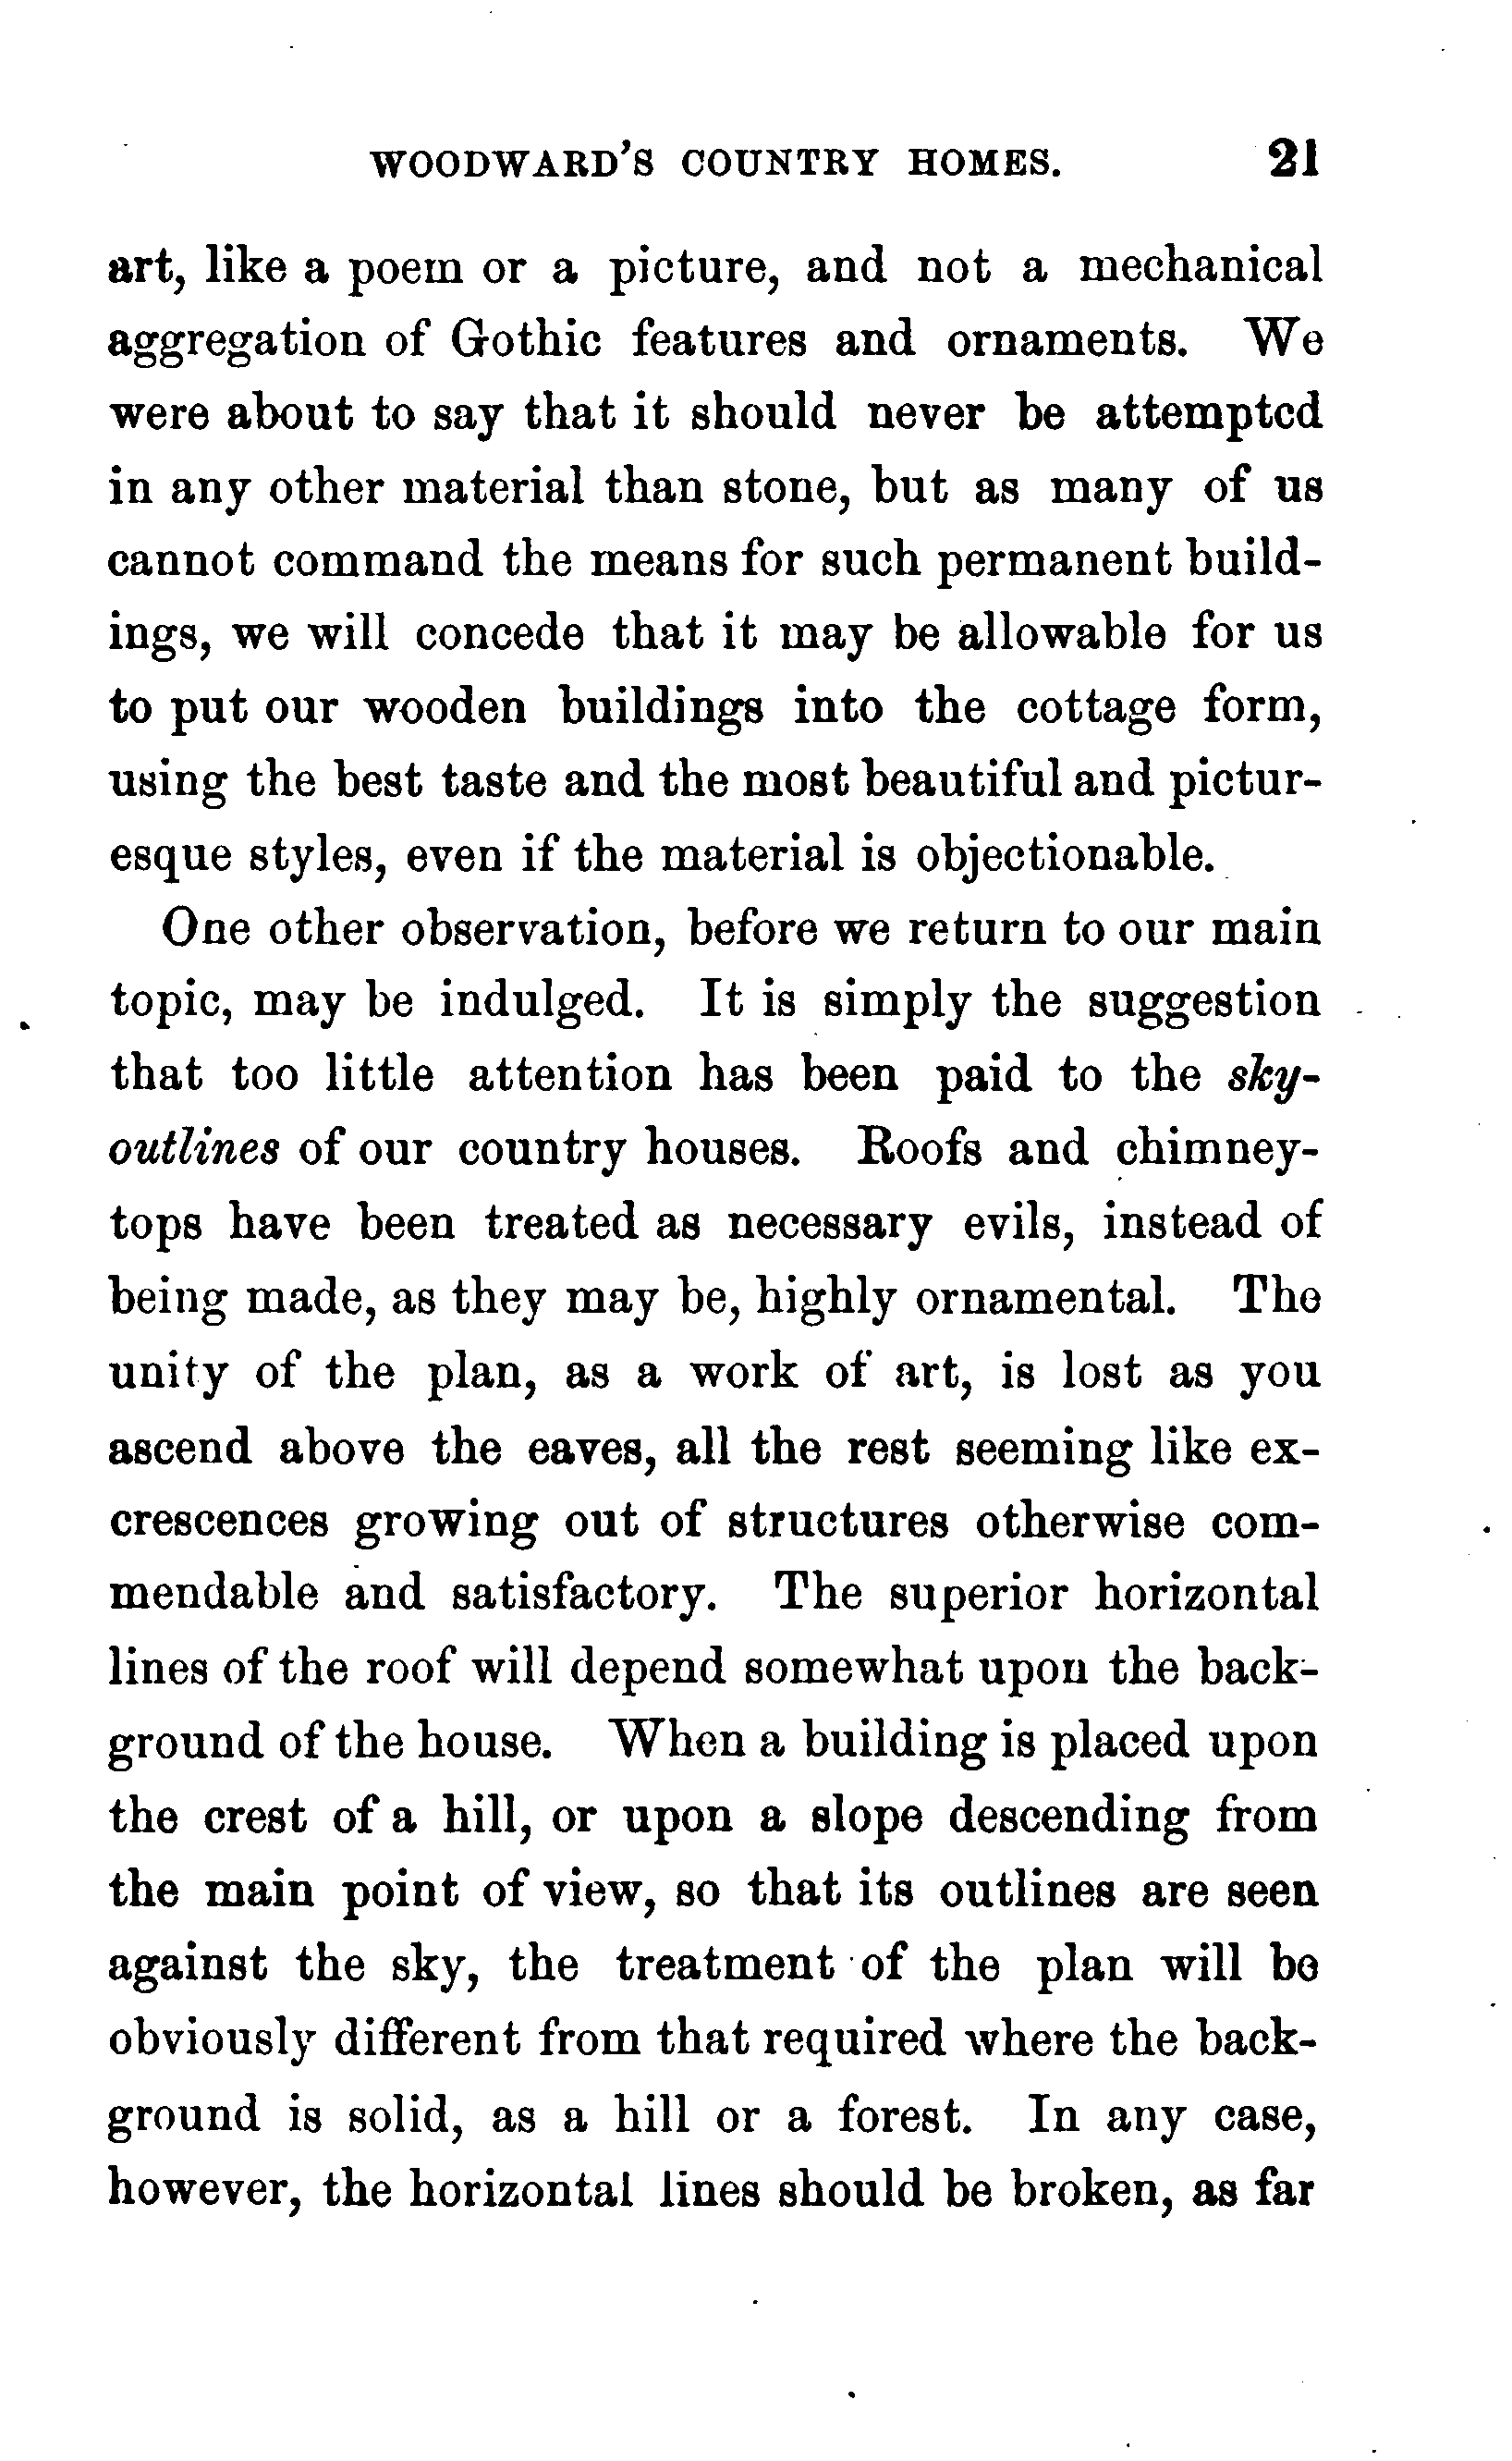 WOODWARD'S COUNTRY HOMES. 21
art, like a poem or a picture, and not a mechanical
aggregation of Gothic features and ornaments. We
were about to say that it should never be attempted
in any other material than stone, but as many of us
cannot command the means for such permanent build-
ings, we will concede that it may be allowable for us
to put our wooden buildings into the cottage form,
using the best taste and the most beautiful and pictur-
esque styles, even if the material is objectionable.
One other observation, before we return to our main
topic, may be indulged. It is simply the suggestion
that too little attention has been paid to the sky-
outlines of our country houses. Roofs and chimney-
tops have been treated as necessary evils, instead of
being made, as they may be, highly ornamental. The
unity of the plan, as a work of art, is lost as you
ascend above the eaves, all the rest seeming like ex-
crescences growing out of structures otherwise com-
mendable and satisfactory. The superior horizontal
lines of the roof will depend somewhat upon the back-
ground of the house. When a building is placed upon
the crest of a hill, or upon a slope descending from
the main point of view, so that its outlines are seen
against the sky, the treatment of the plan will be
obviously different from that required where the back-
ground is solid, as a hill or a forest. In any case,
however, the horizontal lines should be broken, as far